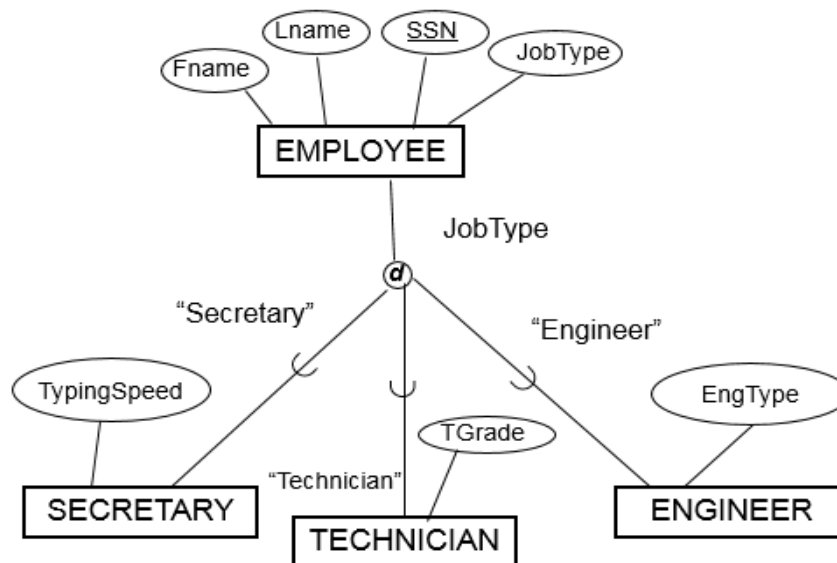 Lname
SSN
JobType
Fname
EMPLOYEE
JobType
d
“Secretary”
“Engineer”
TypingSpeed
EngType
TGrade
“Technician”
SECRETARY
TECHNICIAN
ENGINEER